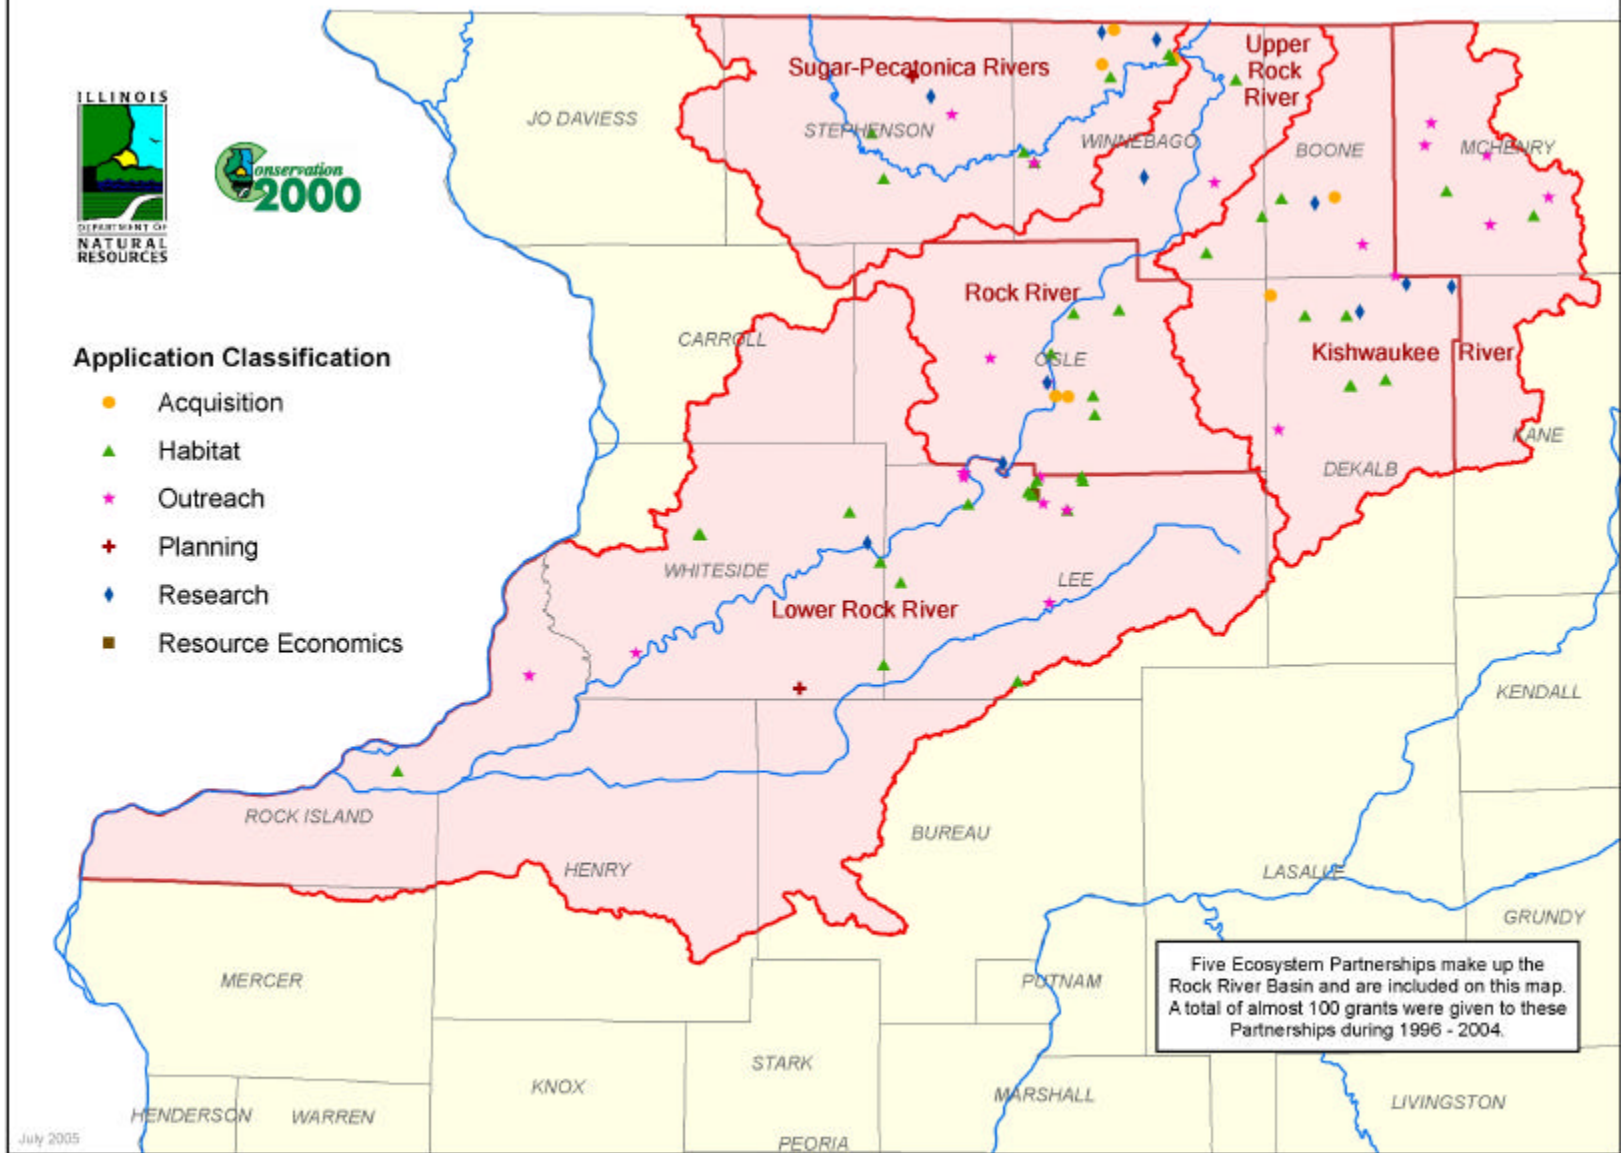 ILLINOIS
DEPARTMENT OF
NATURAL
RESOURCES
Conservation
2000
Application Classification
Acquisition
Habitat
Outreach
Planning
Research
Resource Economics
Sugar-Pecatonica Rivers
Upper
Rock
River
JO DAVIESS
STEPHENSON
WINNEBAGO
BOONE
MCHENRY
Rock River
CARROLL
OGLE
Kishwaukee River
KANE
DEKALB
WHITESIDE
LEE
Lower Rock River
KENDALL
ROCK ISLAND
BUREAU
HENRY
LASALLE
GRUNDY
MERCER
PUTNAM
Five Ecosystem Partnerships make up the
Rock River Basin and are included on this map.
A total of almost 100 grants were given to these
Partnerships during 1996 - 2004.
STARK
KNOX
MARSHALL
LIVINGSTON
HENDERSON
WARREN
PEORIA
July 2005